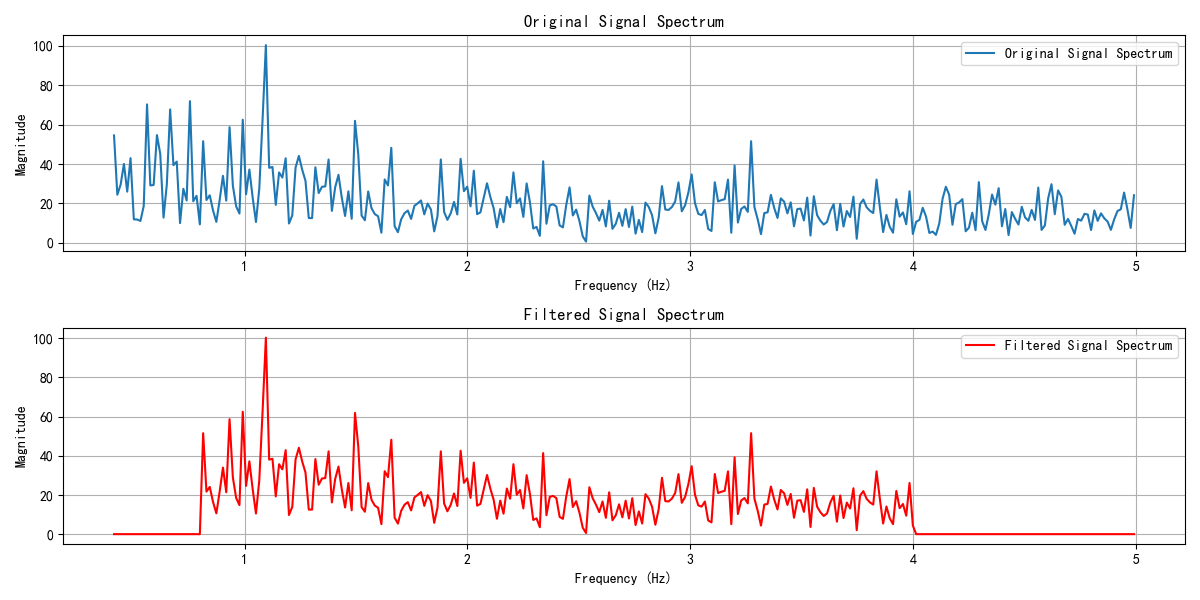 Original Signal Spectrum
Original Signal Spectrum
Magnitude
100
80
60
40
20
0
1
2
3
4
5
Frequency (Hz)
Filtered Signal Spectrum
Filtered Signal Spectrum
Magnitude
100
80
60
40
20
0
1
2
3
4
5
Frequency (Hz)